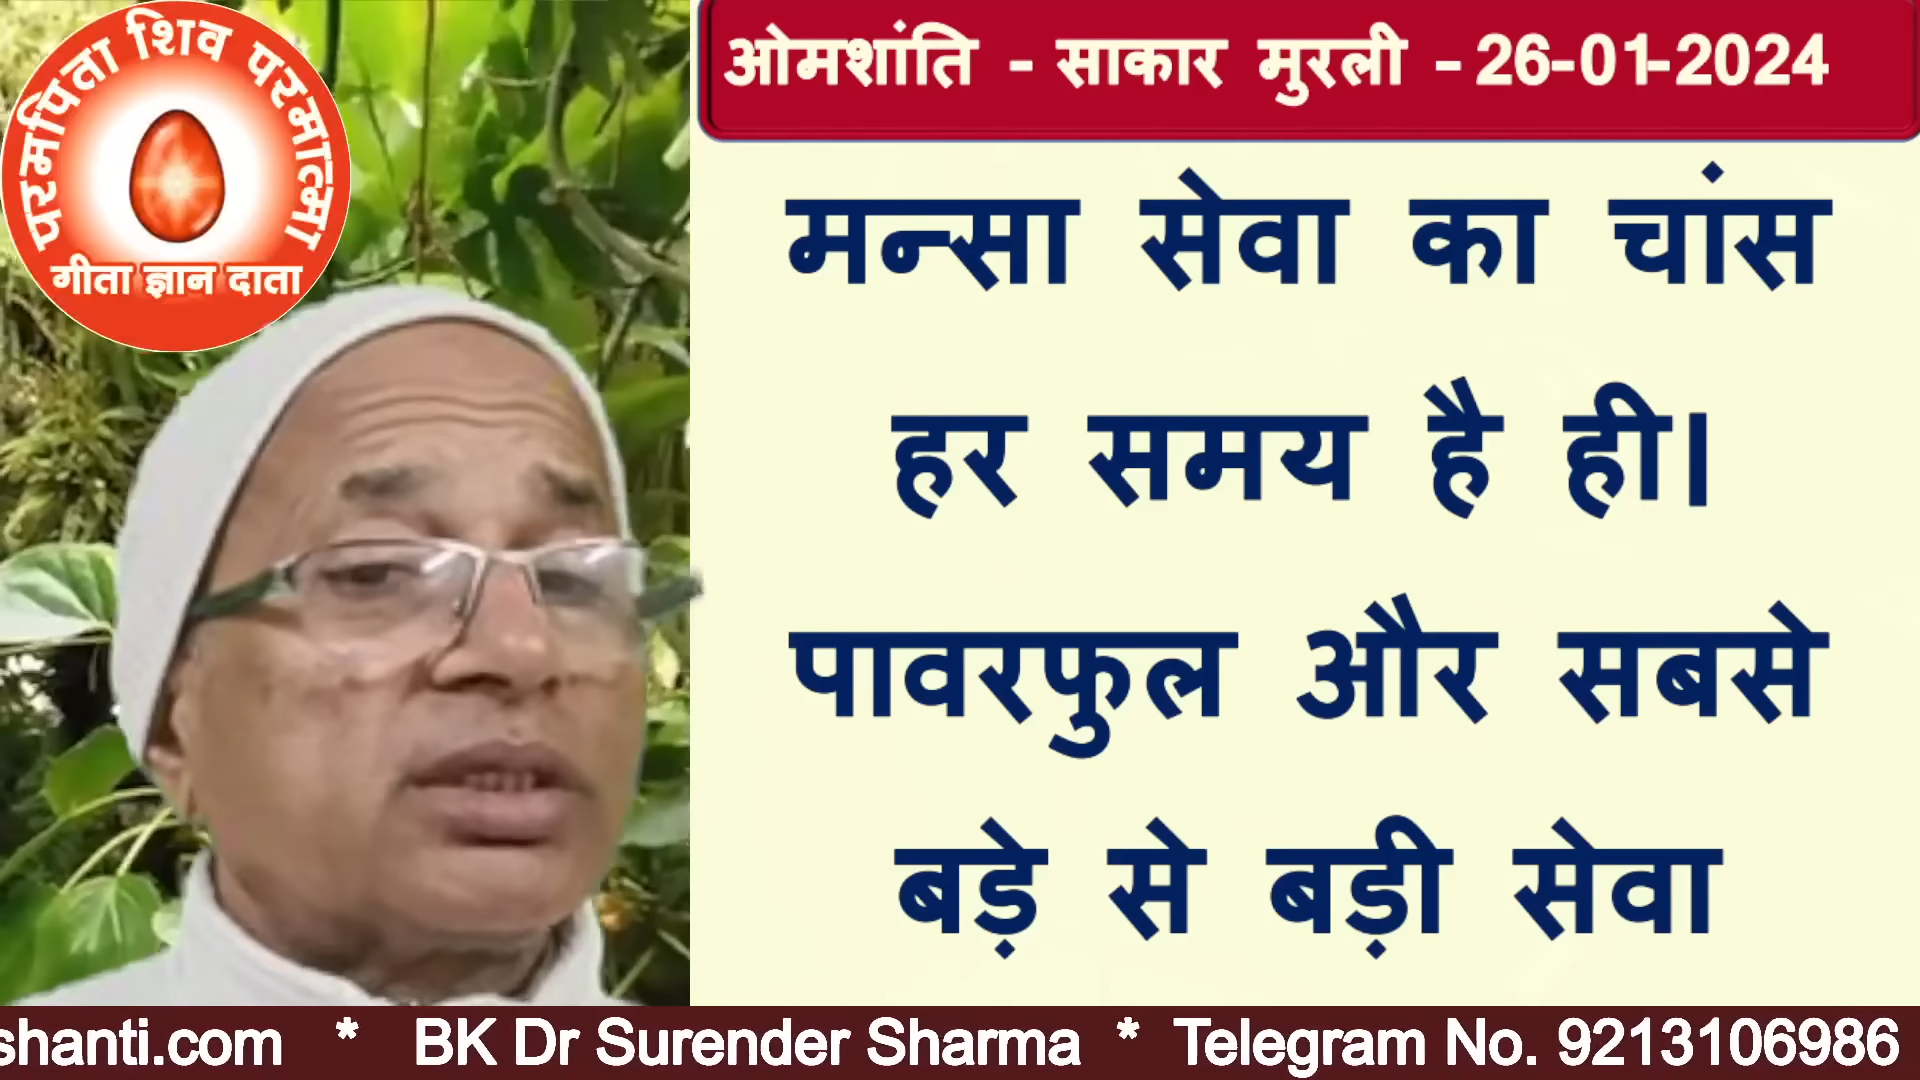 परमपिता शिव परमात्मा
गीता ज्ञान दाता
ओमशांति - साकार मुरली - 26-01-2024
मन्सा सेवा का चांस
हर समय है ही।
पावरफुल और सबसे
बड़े से बड़ी सेवा
shanti.com * BK Dr Surender Sharma * Telegram No. 9213106986